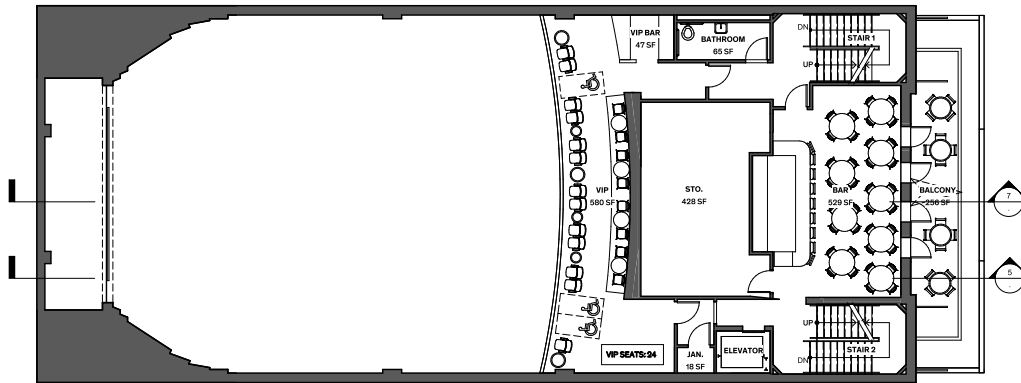 VIP BAR
47 SF
BATHROOM
65 SF
DN
STAIR 1
UP
VIP
580 SF
STO.
428 SF
BAR
529 SF
BALCONY
256 SF
7
5
UP
STAIR 2
DN
VIP SEATS: 24
JAN.
18 SF
ELEVATOR